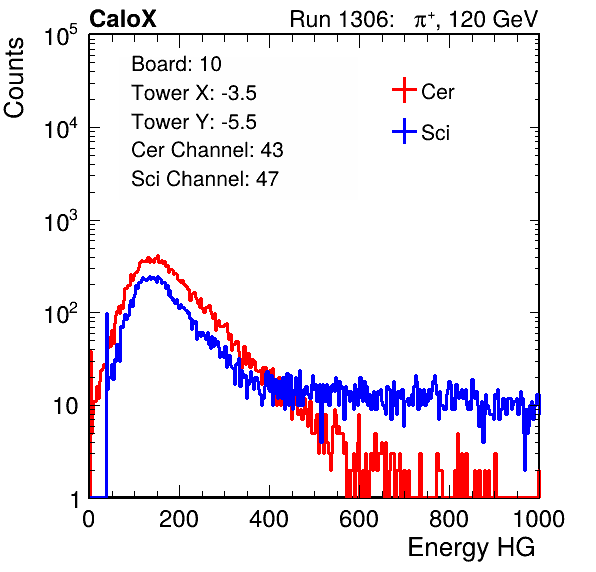 CaloX Run 1306: π⁺, 120 GeV
Counts
Board: 10
Tower X: -3.5
Tower Y: -5.5
Cer Channel: 43
Sci Channel: 47
Cer
Sci
10⁵
10⁴
10³
10²
10
1
0 200 400 600 800 1000
Energy HG